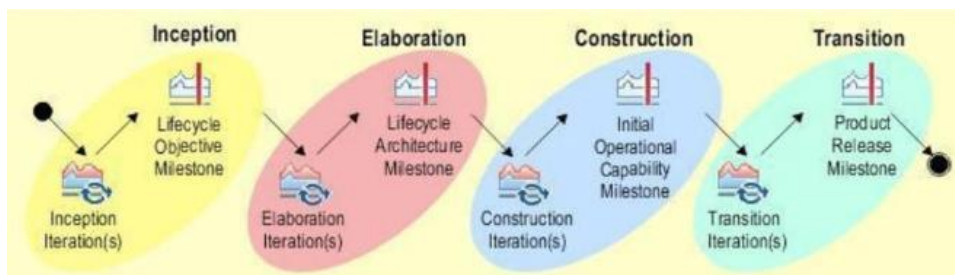 Inception
Elaboration
Construction
Transition
Lifecycle
Objective
Milestone
Inception
Iteration(s)
Lifecycle
Architecture
Milestone
Elaboration
Iteration(s)
Initial
Operational
Capability
Milestone
Construction
Iteration(s)
Product
Release
Milestone
Transition
Iteration(s)